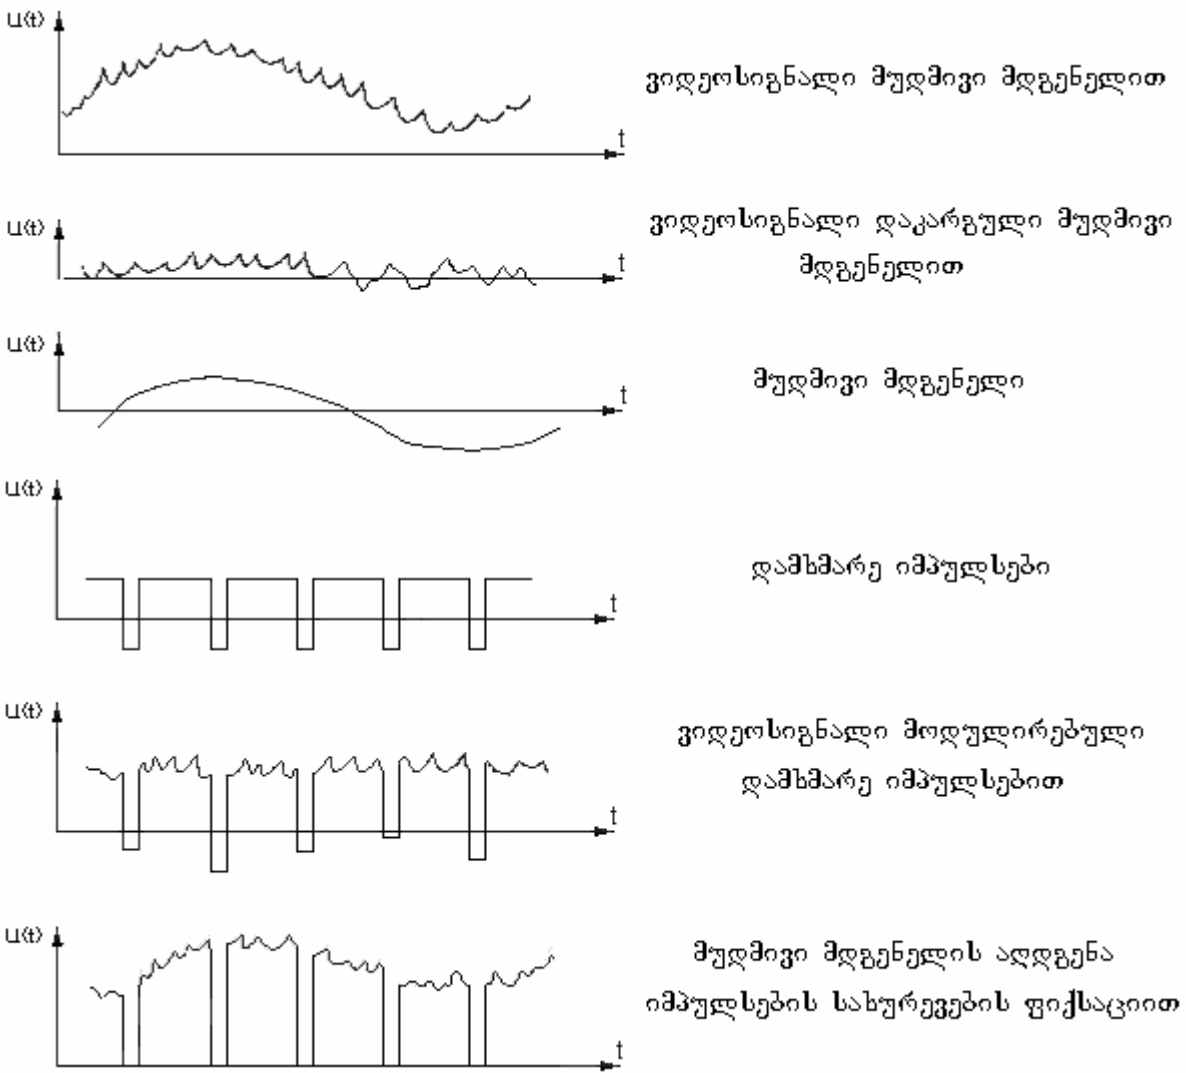 u(t)
ვიდეოსიგნალი მუდმივი მდგენელით
t
u(t)
ვიდეოსიგნალი დაკარგული მუდმივი
t
მდგენელით
u(t)
მუდმივი მდგენელი
t
u(t)
დამხმარე იმპულსები
t
u(t)
ვიდეოსიგნალი მოდულირებული
დამხმარე იმპულსებით
t
u(t)
მუდმივი მდგენელის აღდგენა
იმპულსების სახურევების ფიქსაციით
t